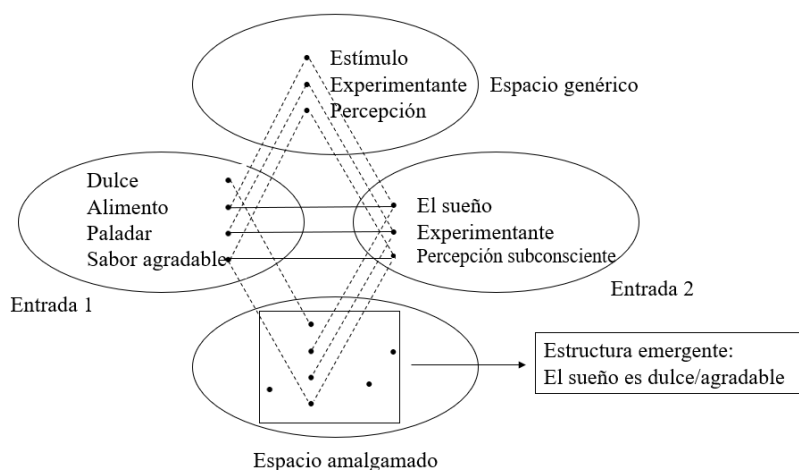 Estímulo
Experimentante
Percepción
Espacio genérico
Dulce
Alimento
Paladar
Sabor agradable
Entrada 1
El sueño
Experimentante
Percepción subconsciente
Entrada 2
Estructura emergente:
El sueño es dulce/agradable
Espacio amalgamado